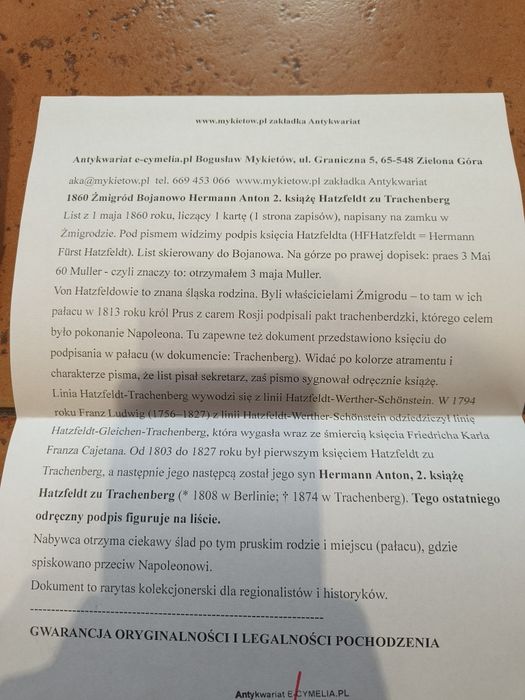 www.mykietow.pl zakładka Antykwariat
Antykwariat e-cymelia.pl Bogusław Mykietów, ul. Graniczna 5, 65-548 Zielona Góra
aka@mykietow.pl tel. 669 453 066 www.mykietow.pl zakładka Antykwariat
1860 Żmigród Bojanowo Hermann Anton 2. książę Hatzfeldt zu Trachenberg
List z 1 maja 1860 roku, liczący 1 kartę (1 strona zapisów), napisany na zamku w
Żmigrodzie. Pod pismem widzimy podpis księcia Hatzfeldta (HFHatzfeldt = Hermann
Fürst Hatzfeldt). List skierowany do Bojanowa. Na górze po prawej dopisek: praes 3 Mai
60 Muller - czyli znaczy to: otrzymałem 3 maja Muller.
Von Hatzfeldowie to znana śląska rodzina. Byli właścicielami Żmigrodu – to tam w ich
pałacu w 1813 roku król Prus z carem Rosji podpisali pakt trachenberdzki, którego celem
było pokonanie Napoleona. Tu zapewne też dokument przedstawiono księciu do
podpisania w pałacu (w dokumencie: Trachenberg). Widać po kolorze atramentu i
charakterze pisma, że list pisał sekretarz, zaś pismo sygnował odręcznie książę.
Linia Hatzfeldt-Trachenberg wywodzi się z linii Hatzfeldt-Werther-Schönstein. W 1794
roku Franz Ludwig (1756–1827) z linii Hatzfeldt-Werther-Schönstein odziedziczył linię
Hatzfeldt-Gleichen-Trachenberg, która wygasła wraz ze śmiercią księcia Friedricha Karla
Franza Cajetana. Od 1803 do 1827 roku był pierwszym księciem Hatzfeldt zu
Trachenberg, a następnie jego następcą został jego syn Hermann Anton, 2. książę
Hatzfeldt zu Trachenberg (* 1808 w Berlinie; † 1874 w Trachenberg). Tego ostatniego
odręczny podpis figuruje na liście.
Nabywca otrzyma ciekawy ślad po tym pruskim rodzie i miejscu (pałacu), gdzie
spiskowano przeciw Napoleonowi.
Dokument to rarytas kolekcjonerski dla regionalistów i historyków.
------------------------------------------------------------
GWARANCJA ORYGINALNOŚCI I LEGALNOŚCI POCHODZENIA
Antykwariat E-CYMELIA.PL